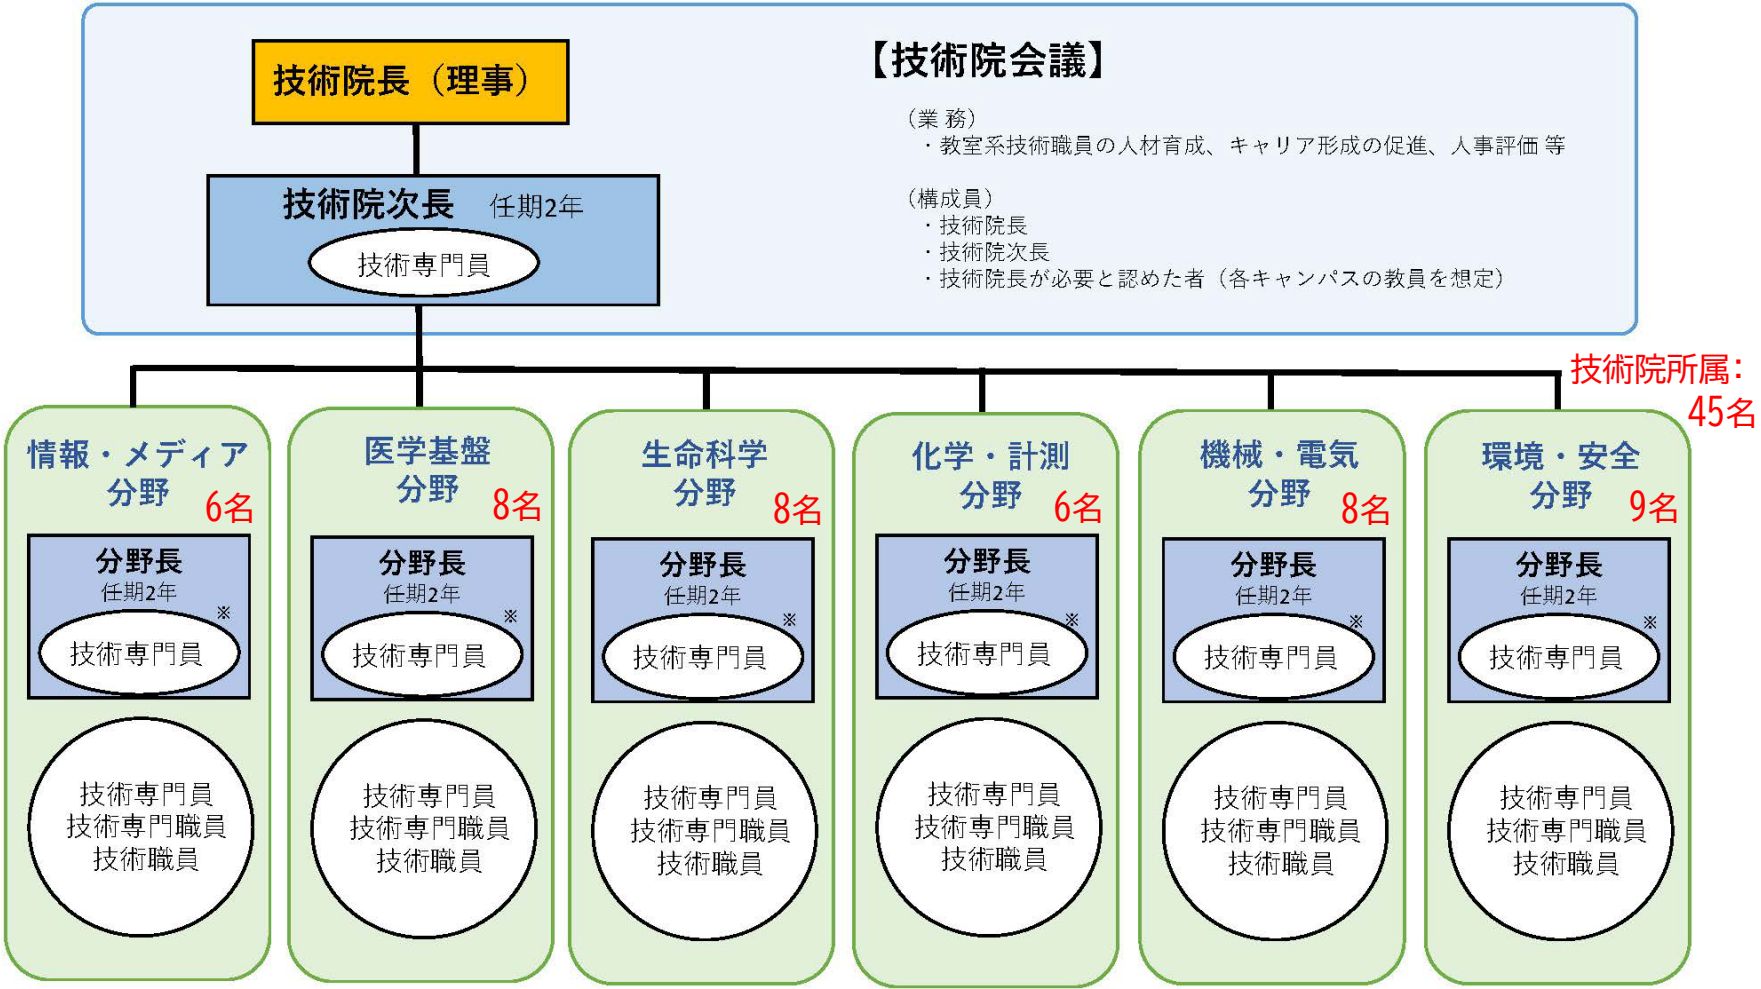 技術院長（理事）
技術院次長 任期2年
技術専門員
【技術院会議】
（業 務）
・教室系技術職員の人材育成、キャリア形成の促進、人事評価 等
（構成員）
・技術院長
・技術院次長
・技術院長が必要と認めた者（各キャンパスの教員を想定）
技術院所属：
45名
情報・メディア
分野 6名
分野長
任期2年
※
技術専門員
技術専門員
技術専門職員
技術職員
医学基盤
分野 8名
分野長
任期2年
※
技術専門員
技術専門員
技術専門職員
技術職員
生命科学
分野 8名
分野長
任期2年
※
技術専門員
技術専門員
技術専門職員
技術職員
化学・計測
分野 6名
分野長
任期2年
※
技術専門員
技術専門員
技術専門職員
技術職員
機械・電気
分野 8名
分野長
任期2年
※
技術専門員
技術専門員
技術専門職員
技術職員
環境・安全
分野 9名
分野長
任期2年
※
技術専門員
技術専門員
技術専門職員
技術職員